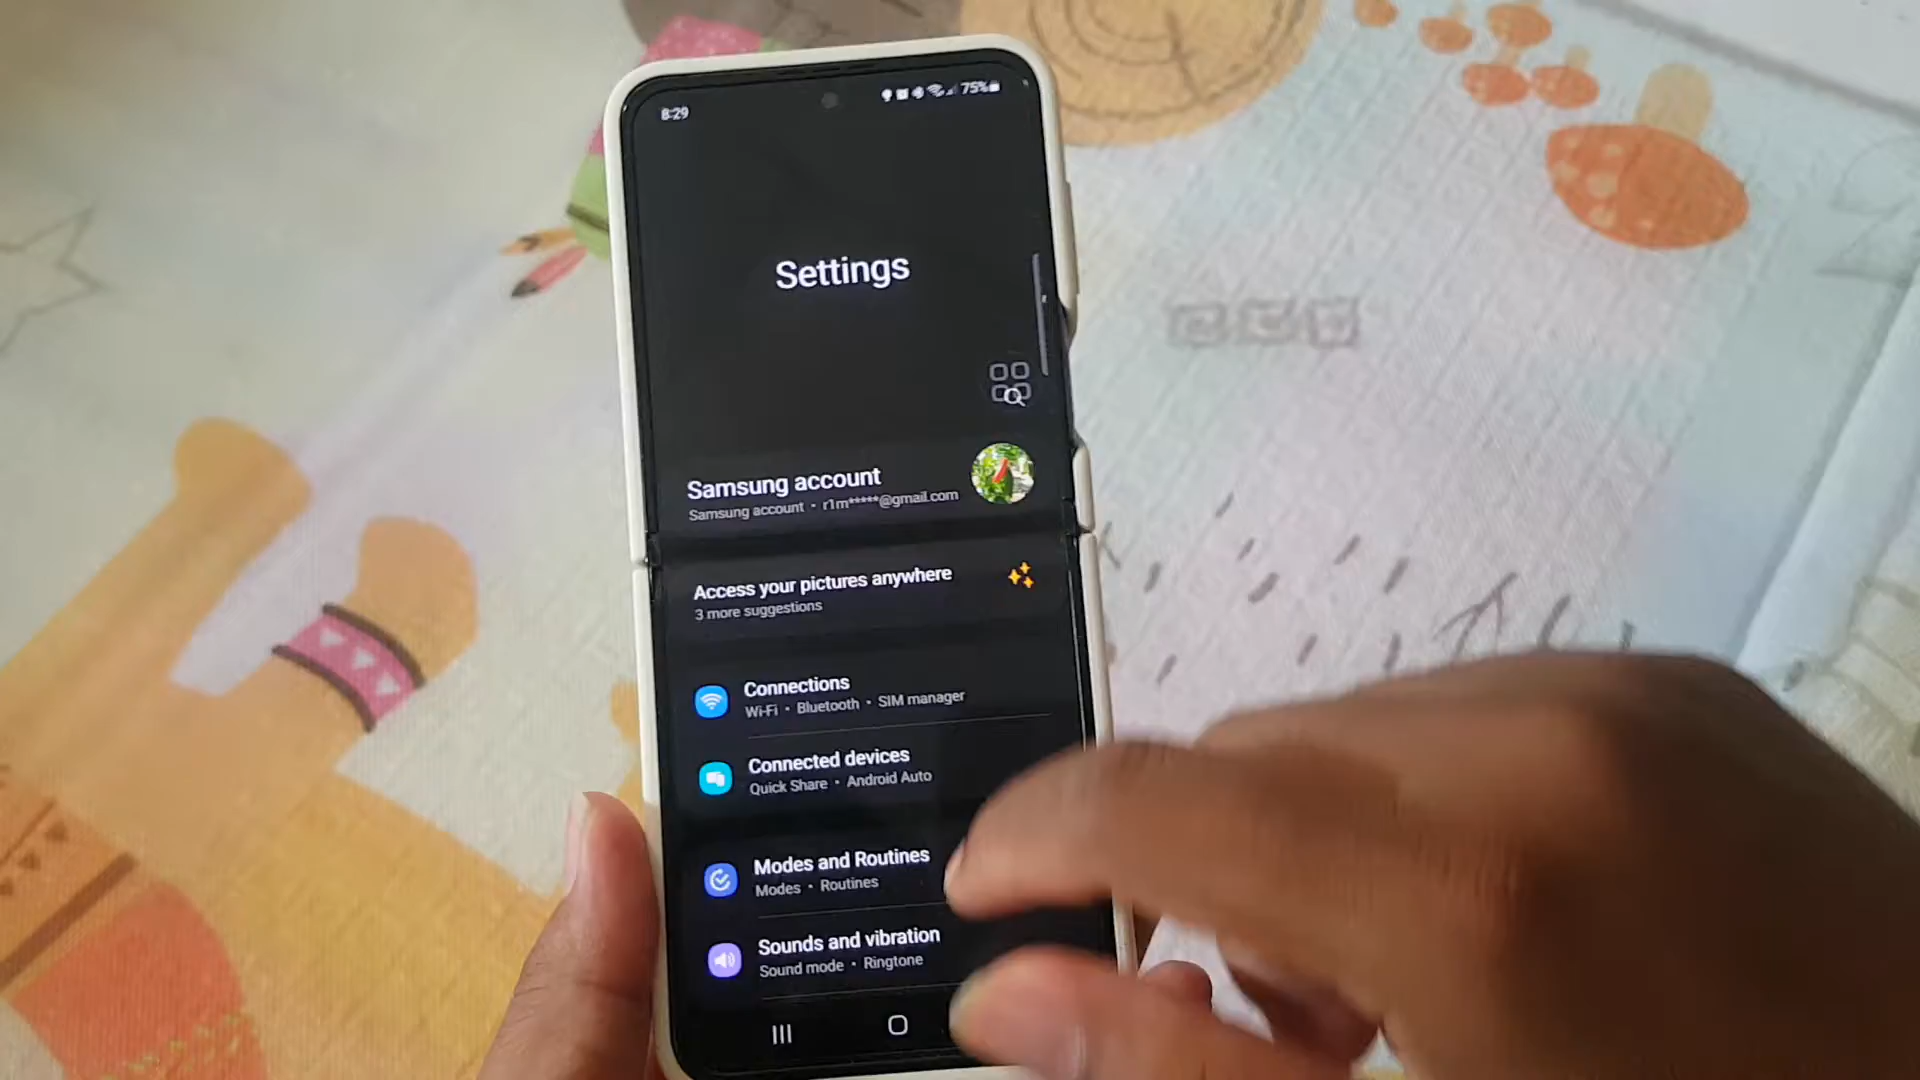 8:29
75%
Settings
Samsung account
Samsung account • r1m*****@gmail.com
Access your pictures anywhere
3 more suggestions
Connections
Wi-Fi • Bluetooth • SIM manager
Connected devices
Quick Share • Android Auto
Modes and Routines
Modes • Routines
Sounds and vibration
Sound mode • Ringtone